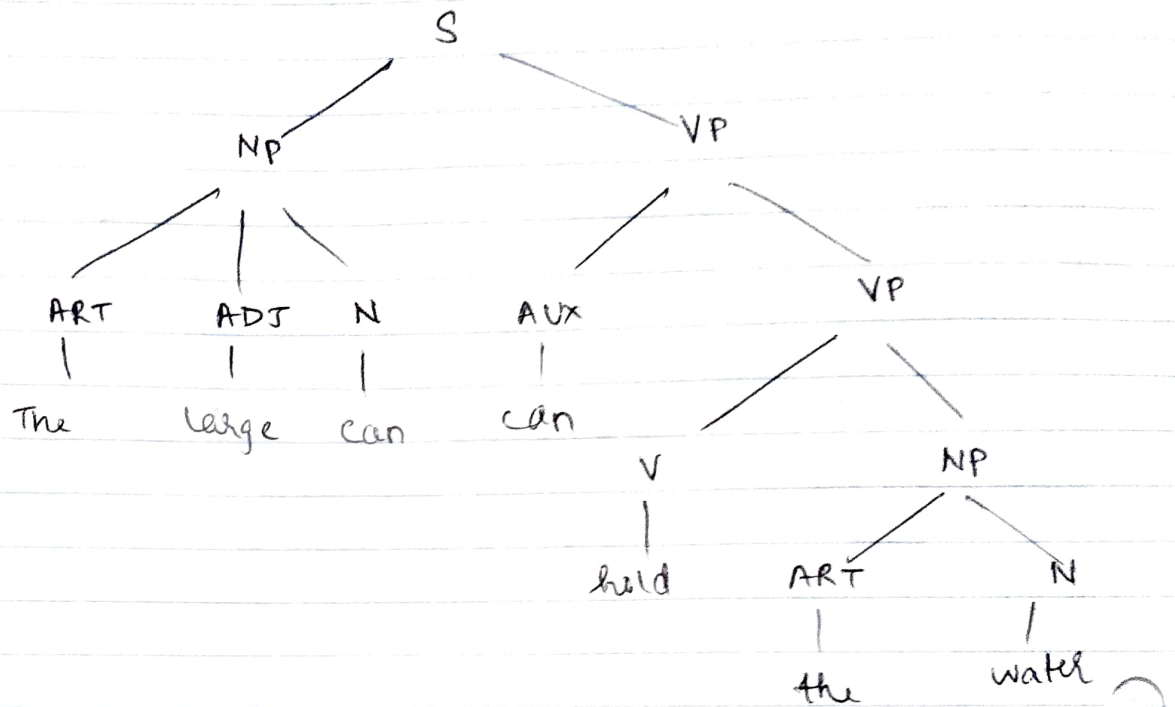 S
NP VP
ART ADJ N AUX VP
The large can can
V NP
hold ART N
the water